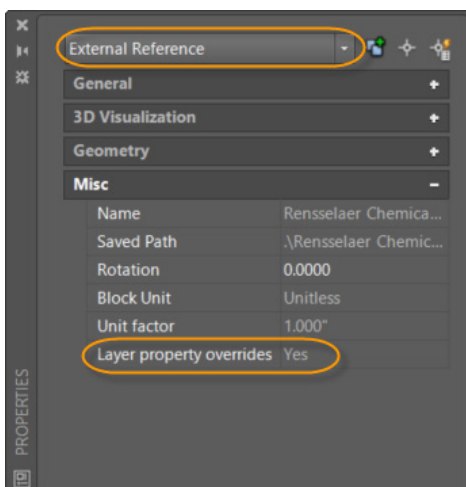 External Reference
General
3D Visualization
Geometry
Misc
Name Rensselaer Chemica...
Saved Path .\Rensselaer Chemic...
Rotation 0.0000
Block Unit Unitless
Unit factor 1.000"
Layer property overrides Yes
PROPERTIES